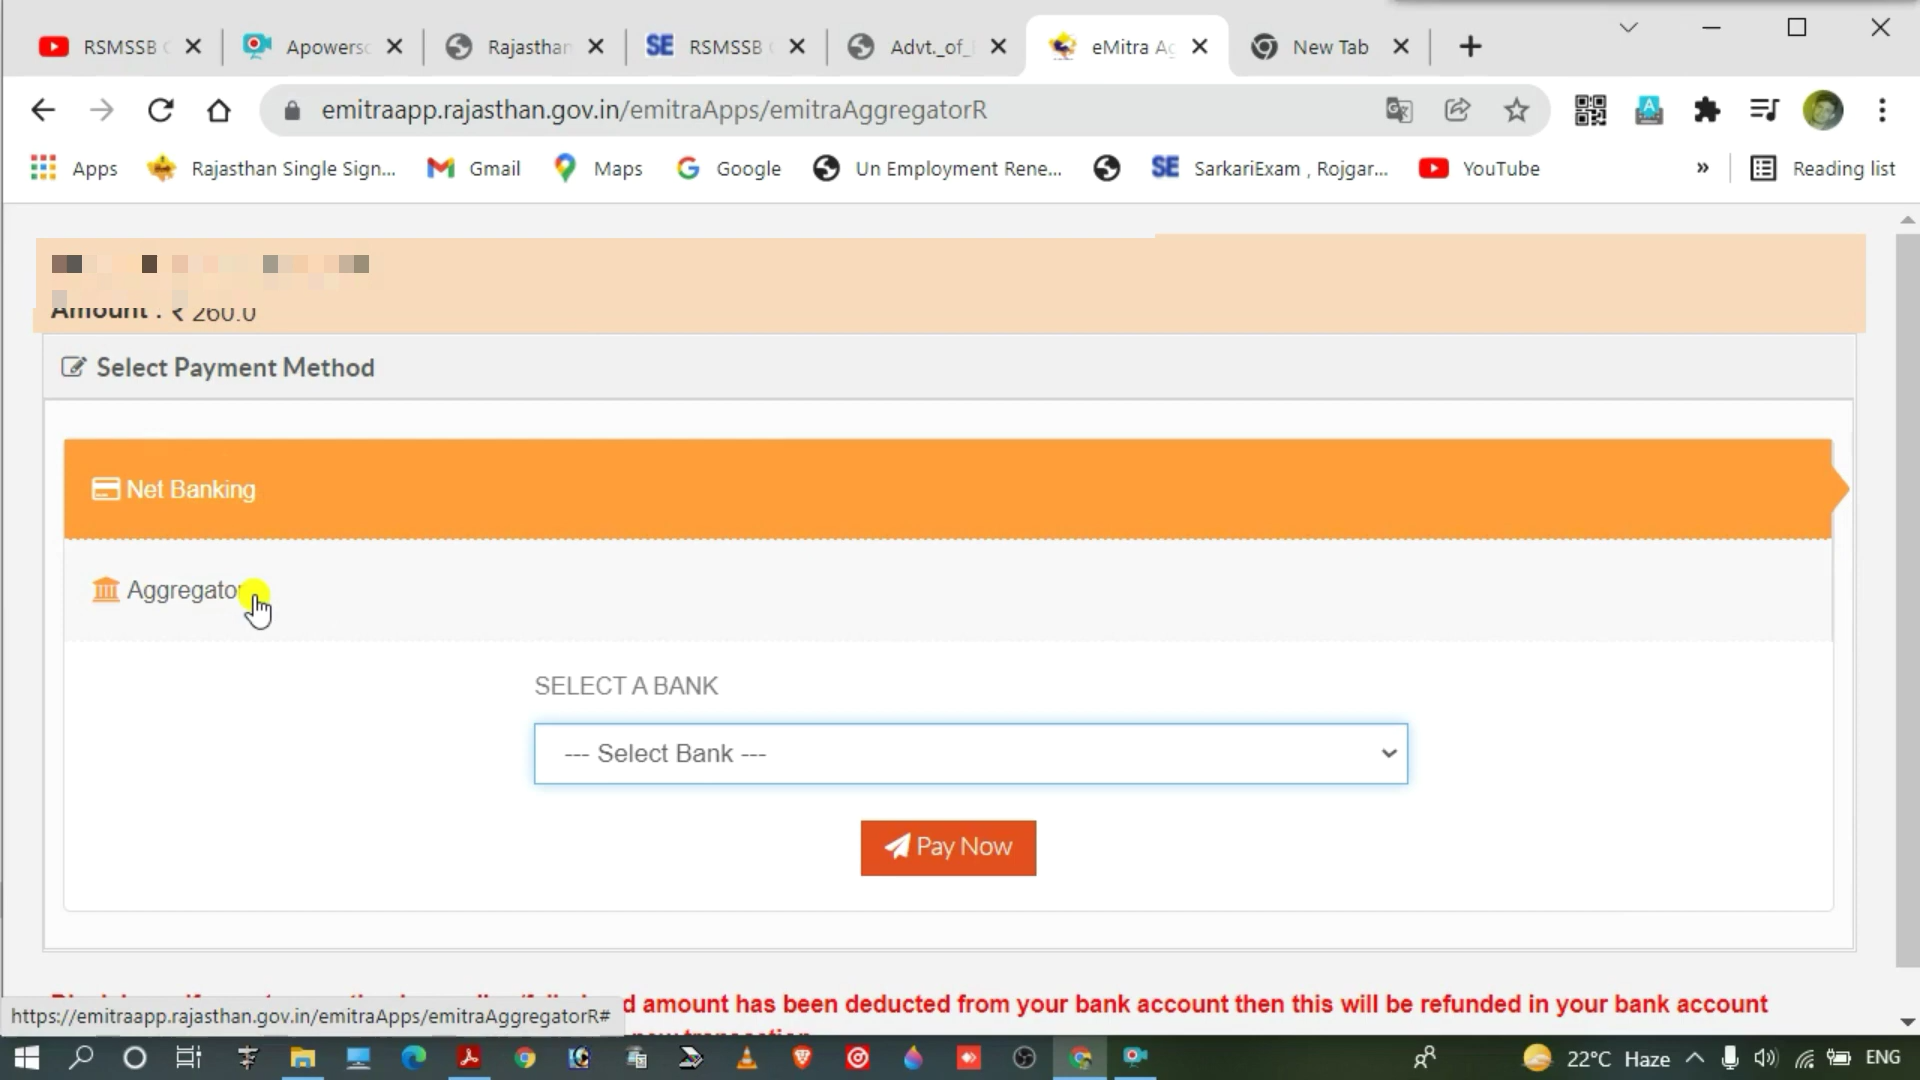 RSMSSB
Apowers
Rajasthan
RSMSSB
Advt._of_
eMitra Ag
New Tab
emitraapp.rajasthan.gov.in/emitraApps/emitraAggregatorR
Apps
Rajasthan Single Sign...
Gmail
Maps
Google
Un Employment Rene...
SE
SarkariExam , Rojgar...
YouTube
»
Reading list
Amount : ₹ 260.0
Select Payment Method
Net Banking
Aggregator
SELECT A BANK
--- Select Bank ---
Pay Now
amount has been deducted from your bank account then this will be refunded in your bank account
https://emitraapp.rajasthan.gov.in/emitraApps/emitraAggregatorR#
22°C Haze
ENG